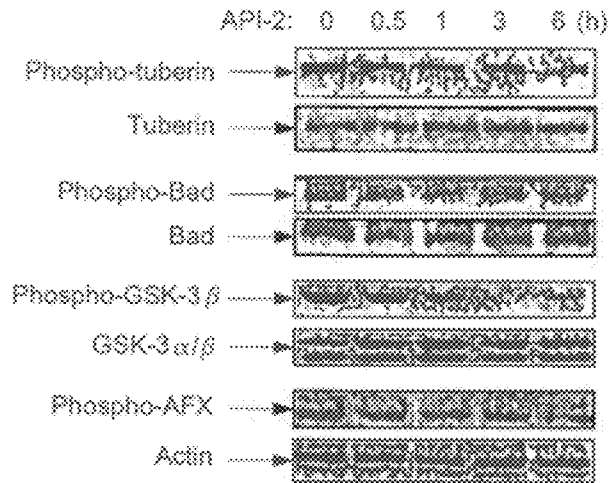 API-2: 0 0.5 1 3 6 (h)
Phospho-tuberin
Tuberin
Phospho-Bad
Bad
Phospho-GSK-3β
GSK-3α/β
Phospho-AFX
Actin